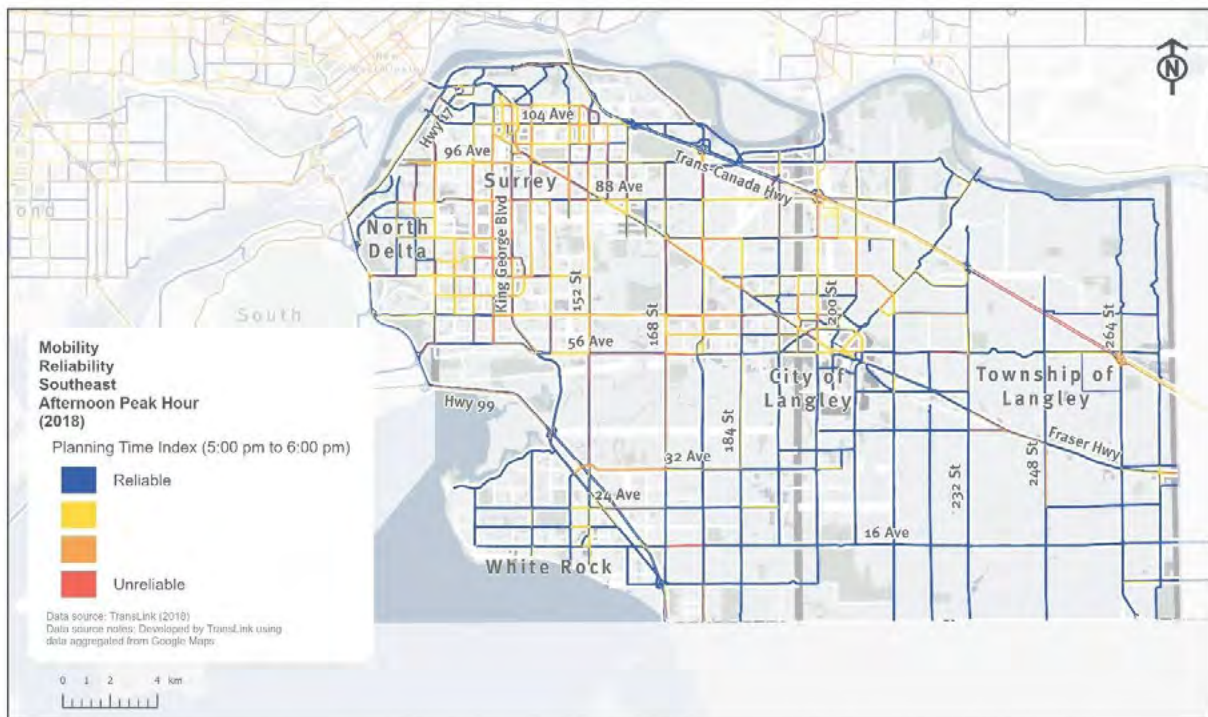 N
Hwy 17
104 Ave
96 Ave
Surrey
88 Ave
Trans-Canada Hwy
North
Delta
King George Blvd
152 St
168 St
200 St
264 St
South
56 Ave
City of
Langley
Township of
Langley
Hwy 99
184 St
Fraser Hwy
32 Ave
232 St
248 St
24 Ave
16 Ave
White Rock
Mobility
Reliability
Southeast
Afternoon Peak Hour
(2018)
Planning Time Index (5:00 pm to 6:00 pm)
Reliable
Unreliable
Data source: TransLink (2018)
Data source notes: Developed by TransLink using
data aggregated from Google Maps
0 1 2 4 km